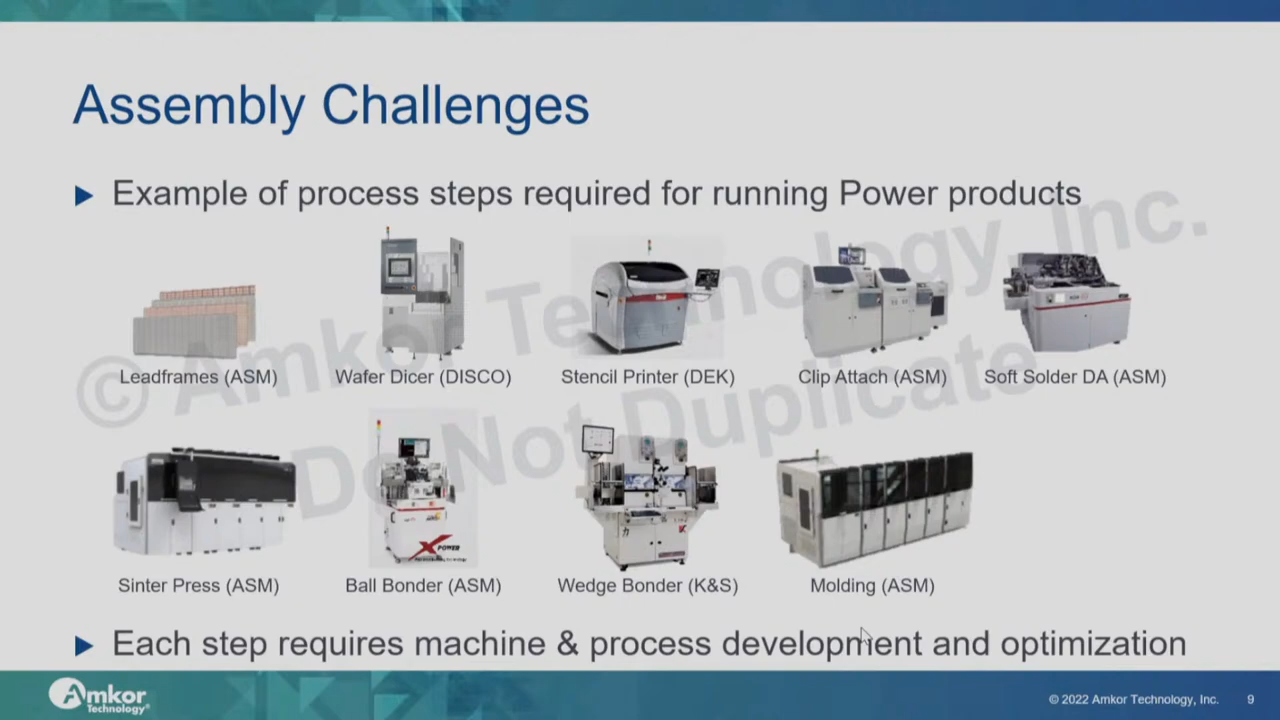 Assembly Challenges
Example of process steps required for running Power products
Leadframes (ASM)
Wafer Dicer (DISCO)
Stencil Printer (DEK)
Clip Attach (ASM)
Soft Solder DA (ASM)
Sinter Press (ASM)
XPOWER
Ball Bonder (ASM)
Wedge Bonder (K&S)
Molding (ASM)
© Amkor Technology, Inc.
Do Not Duplicate
Each step requires machine & process development and optimization
Amkor
Technology®
© 2022 Amkor Technology, Inc.
9